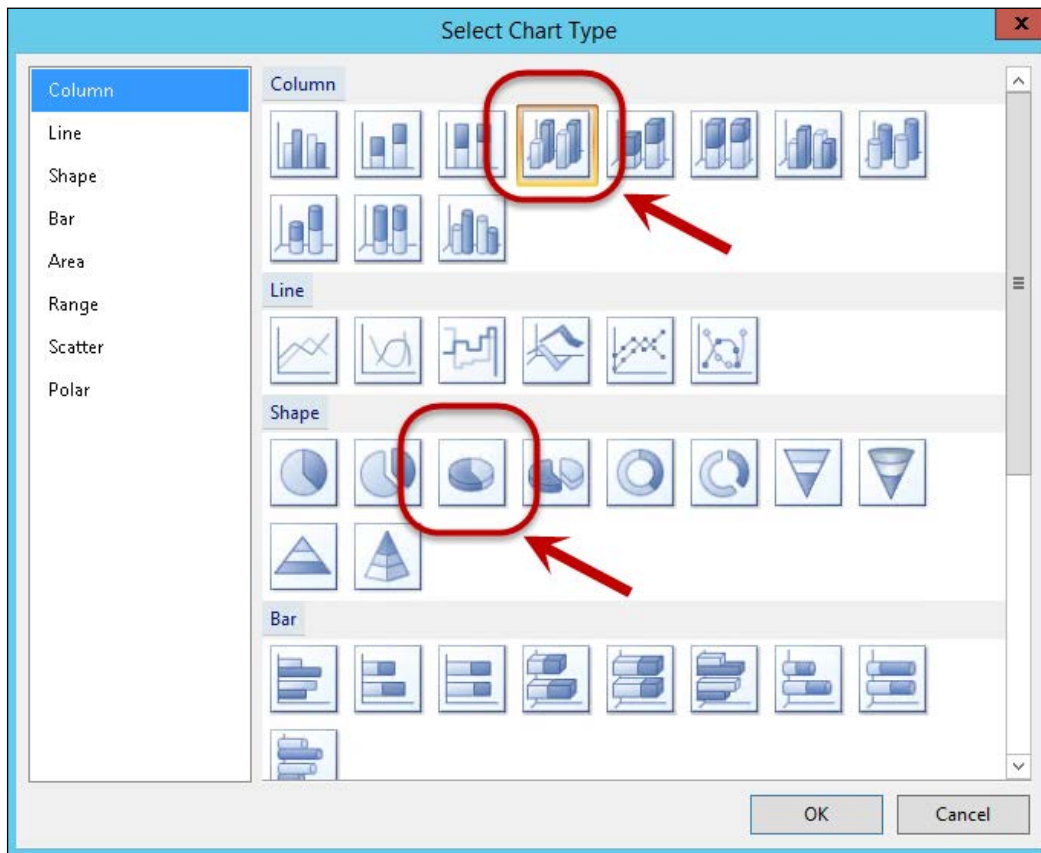 Select Chart Type
x
Column
Line
Shape
Bar
Area
Range
Scatter
Polar
Column
Line
Shape
Bar
OK
Cancel